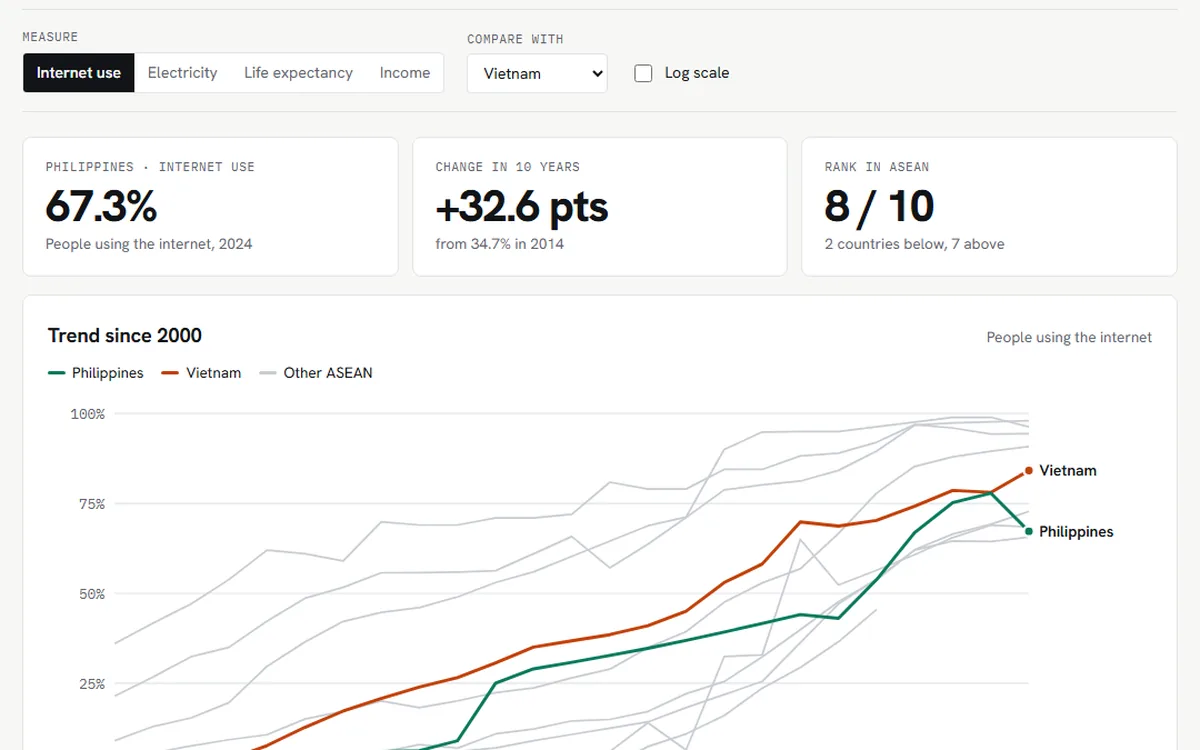 MEASURE
COMPARE WITH
Internet use Electricity Life expectancy Income
Vietnam
Log scale
PHILIPPINES · INTERNET USE
67.3%
People using the internet, 2024
CHANGE IN 10 YEARS
+32.6 pts
from 34.7% in 2014
RANK IN ASEAN
8 / 10
2 countries below, 7 above
Trend since 2000
People using the internet
Philippines Vietnam Other ASEAN
100%
75%
50%
25%
Vietnam
Philippines